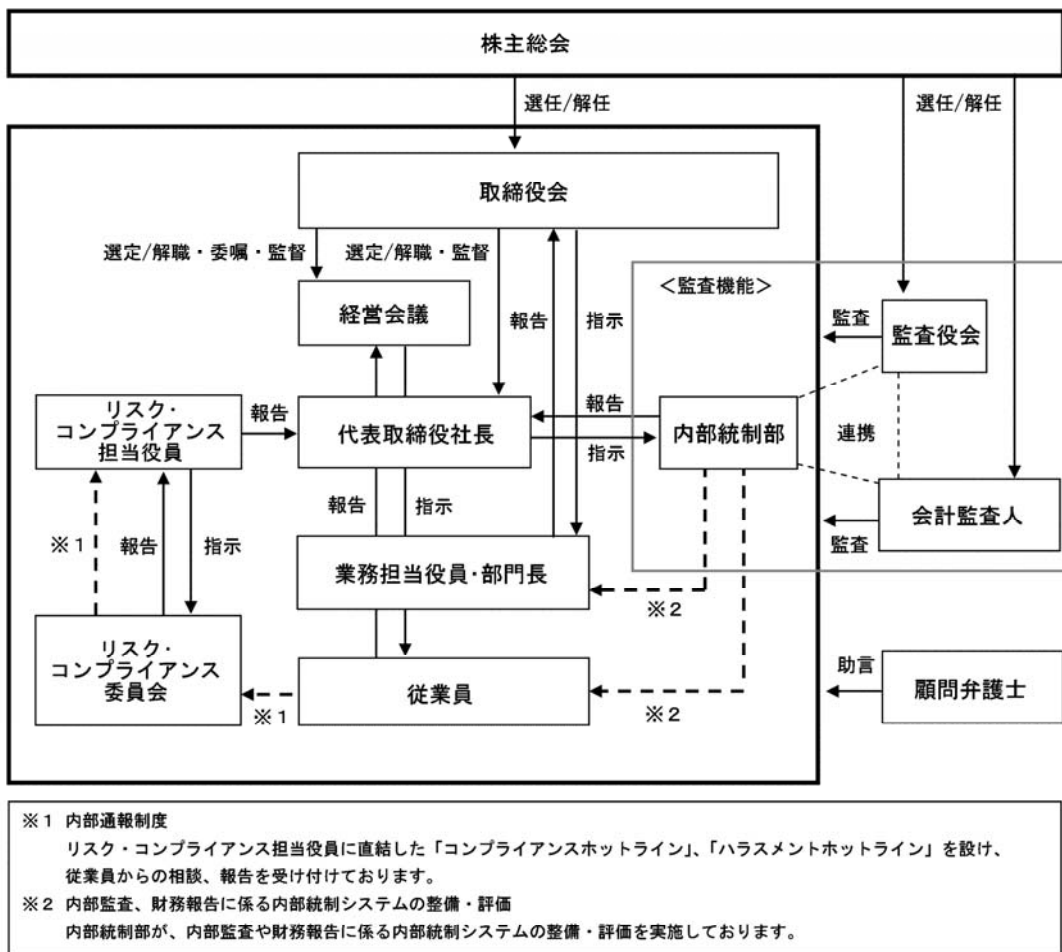 株主総会
選任/解任
選任/解任
取締役会
選定/解職・委嘱・監督
選定/解職・監督
＜監査機能＞
経営会議
報告
指示
監査
監査役会
リスク・
コンプライアンス
担当役員
報告
代表取締役社長
報告
指示
内部統制部
連携
報告
指示
会計監査人
監査
※１
報告
指示
業務担当役員・部門長
※２
リスク・
コンプライアンス
委員会
※１
従業員
※２
助言
顧問弁護士
※１ 内部通報制度
リスク・コンプライアンス担当役員に直結した「コンプライアンスホットライン」、「ハラスメントホットライン」を設け、
従業員からの相談、報告を受け付けております。
※２ 内部監査、財務報告に係る内部統制システムの整備・評価
内部統制部が、内部監査や財務報告に係る内部統制システムの整備・評価を実施しております。